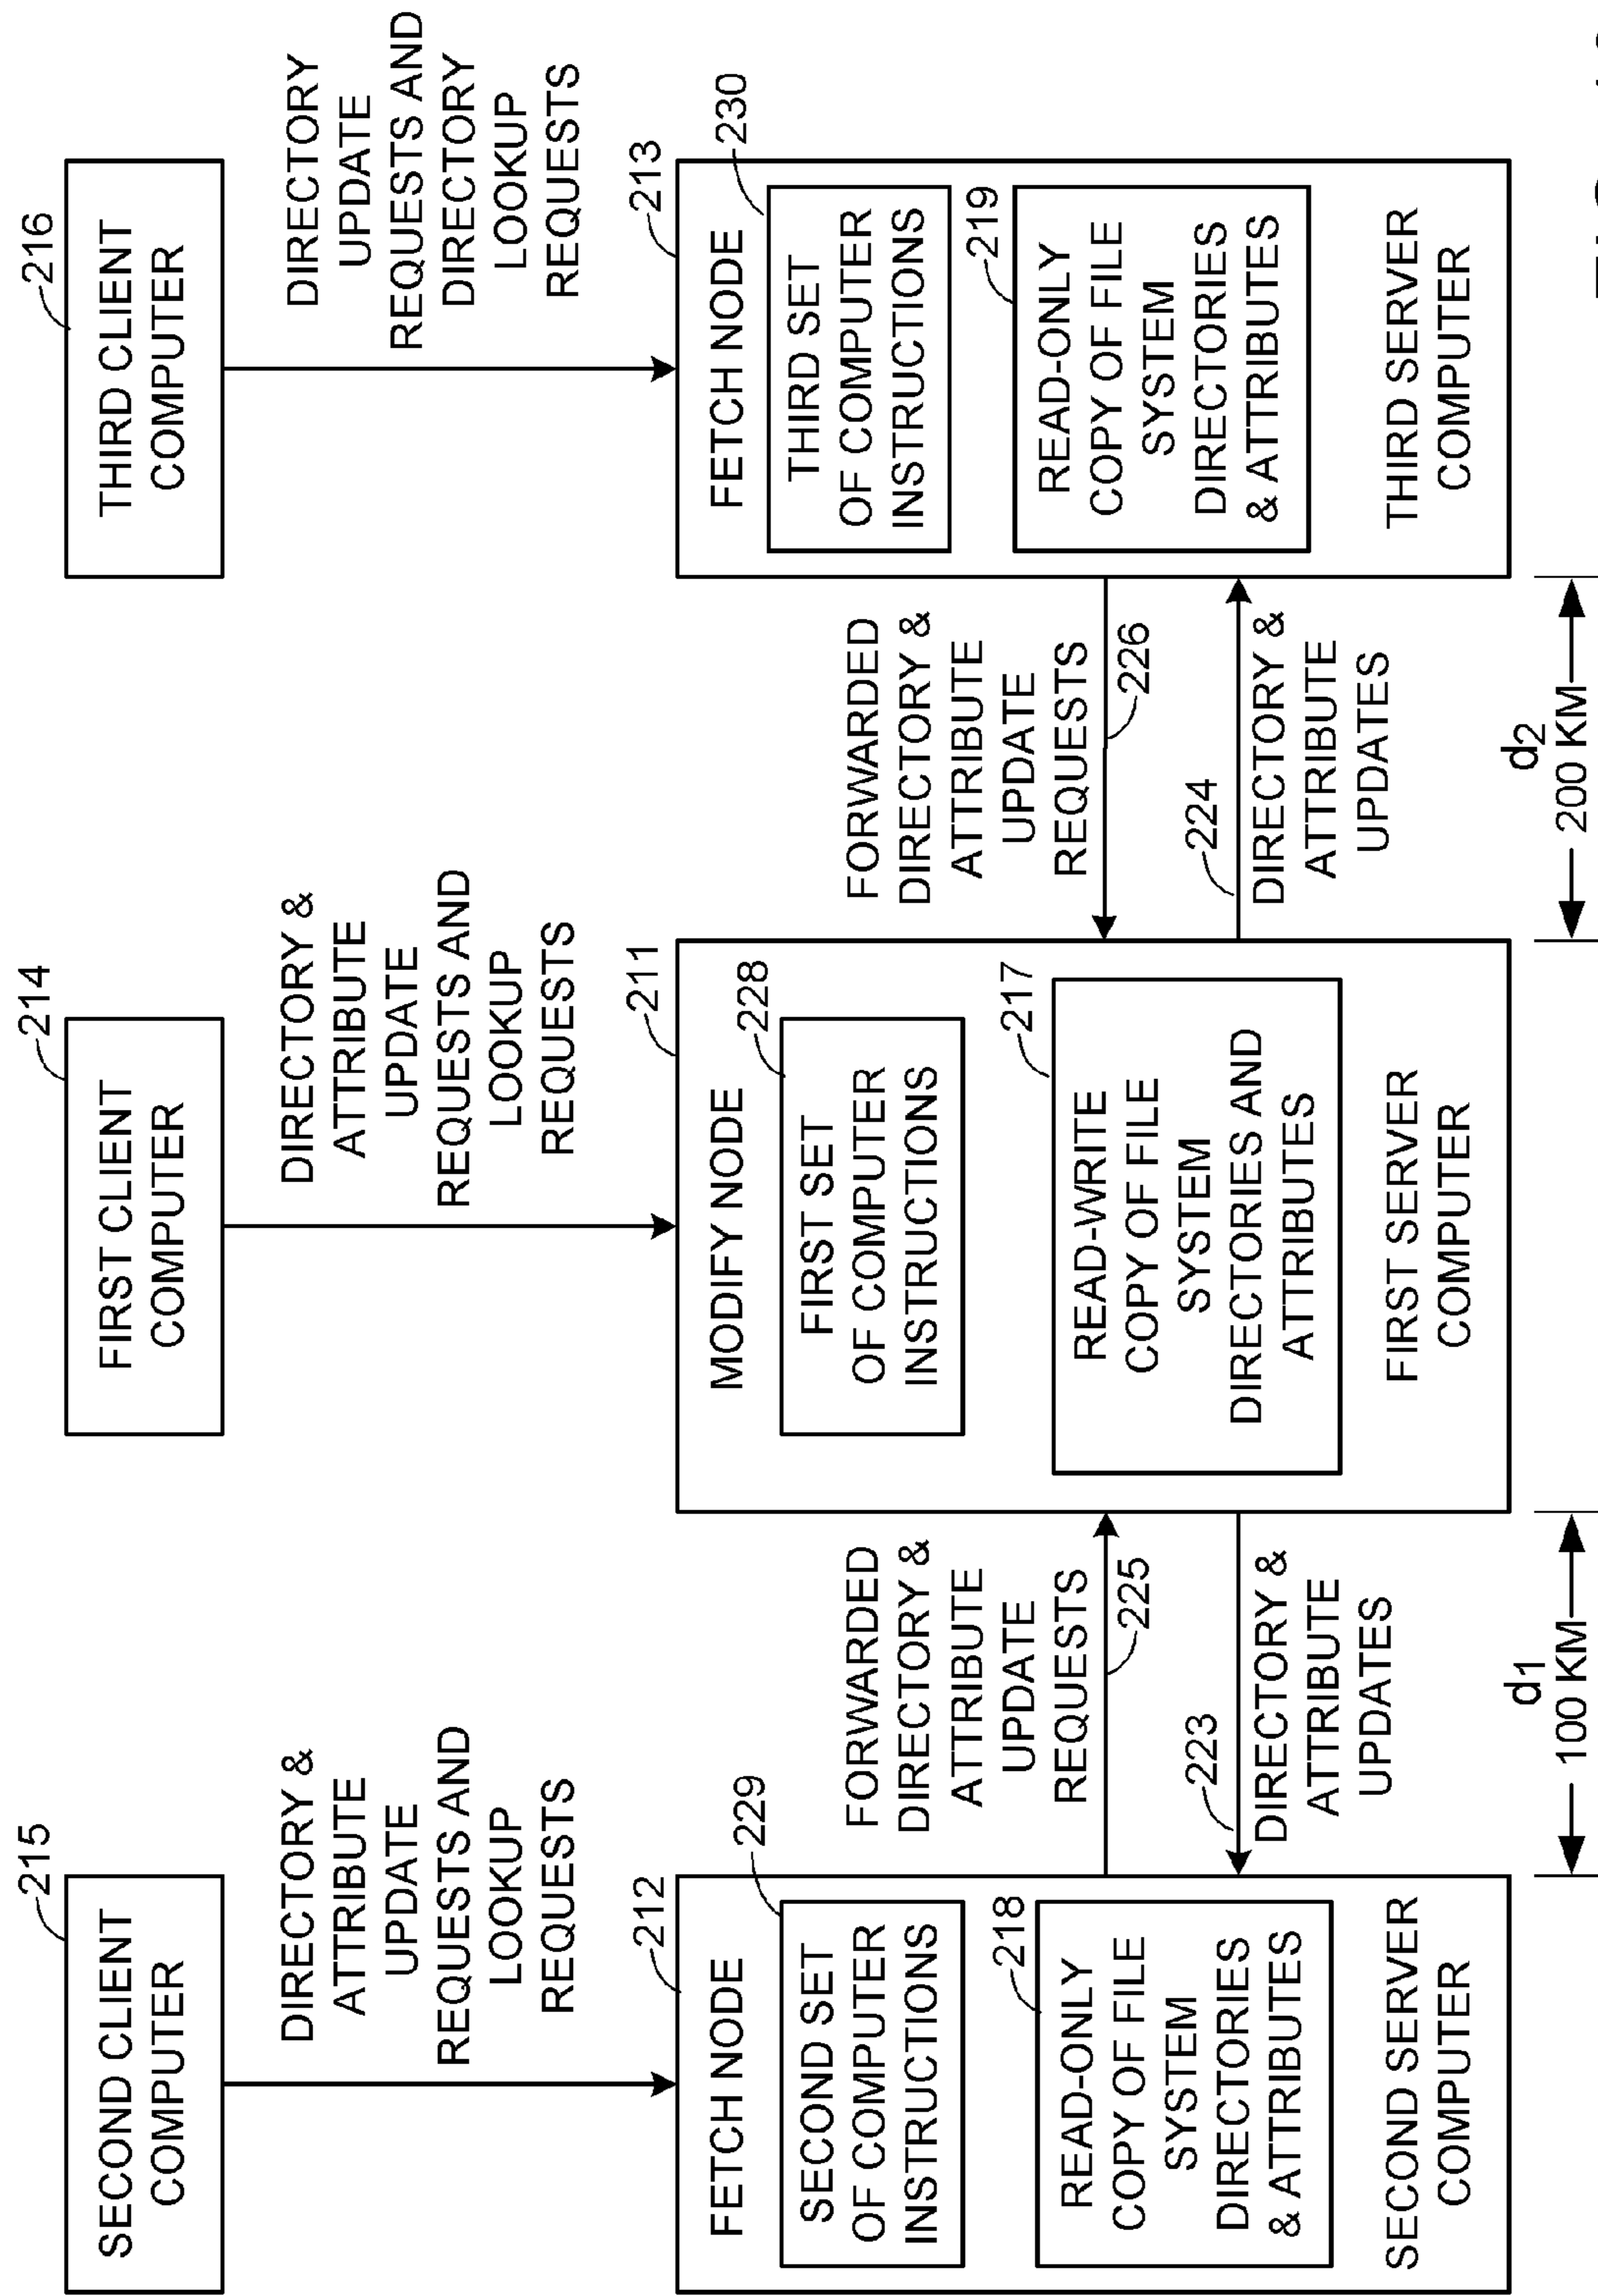 215
SECOND CLIENT
COMPUTER
DIRECTORY &
ATTRIBUTE
UPDATE
REQUESTS AND
LOOKUP
REQUESTS
212
FETCH NODE
229
SECOND SET
OF COMPUTER
INSTRUCTIONS
218
READ-ONLY
COPY OF FILE
SYSTEM
DIRECTORIES
& ATTRIBUTES
SECOND SERVER
COMPUTER
FORWARDED
DIRECTORY &
ATTRIBUTE
UPDATE
REQUESTS
225
223
DIRECTORY &
ATTRIBUTE
UPDATES
d1
100 KM
214
FIRST CLIENT
COMPUTER
DIRECTORY &
ATTRIBUTE
UPDATE
REQUESTS AND
LOOKUP
REQUESTS
211
MODIFY NODE
228
FIRST SET
OF COMPUTER
INSTRUCTIONS
217
READ-WRITE
COPY OF FILE
SYSTEM
DIRECTORIES AND
ATTRIBUTES
FIRST SERVER
COMPUTER
FORWARDED
DIRECTORY &
ATTRIBUTE
UPDATE
REQUESTS
226
224
DIRECTORY &
ATTRIBUTE
UPDATES
d2
200 KM
216
THIRD CLIENT
COMPUTER
DIRECTORY
UPDATE
REQUESTS AND
DIRECTORY
LOOKUP
REQUESTS
213
FETCH NODE
230
THIRD SET
OF COMPUTER
INSTRUCTIONS
219
READ-ONLY
COPY OF FILE
SYSTEM
DIRECTORIES
& ATTRIBUTES
THIRD SERVER
COMPUTER